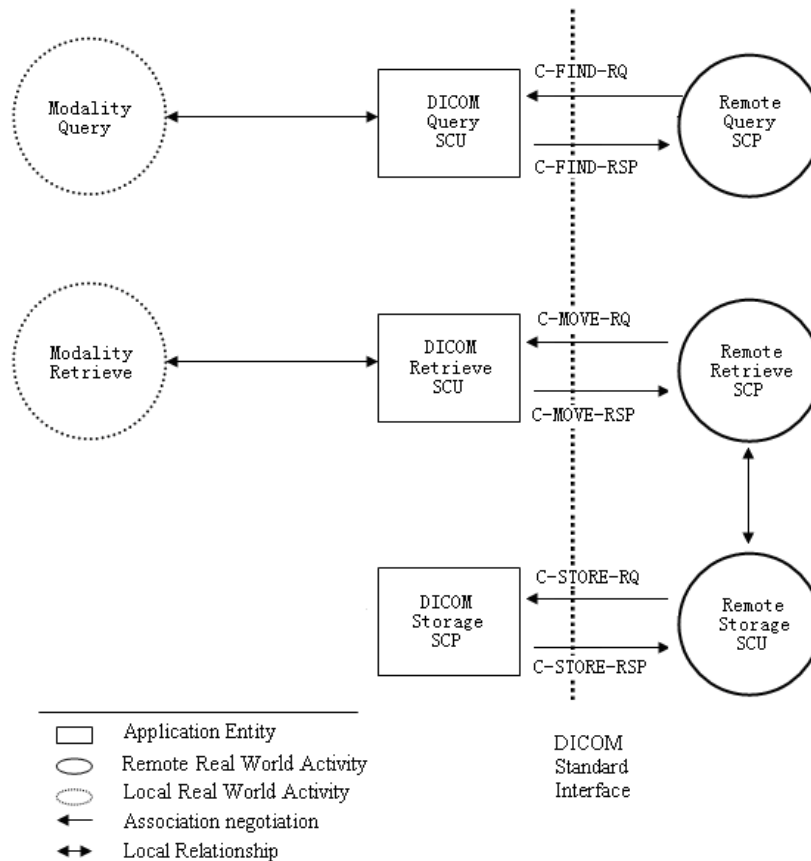 C-FIND-RQ
Modality
Query
DICOM
Query
SCU
Remote
Query
SCP
C-FIND-RSP
C-MOVE-RQ
Modality
Retrieve
DICOM
Retrieve
SCU
Remote
Retrieve
SCP
C-MOVE-RSP
C-STORE-RQ
DICOM
Storage
SCP
Remote
Storage
SCU
C-STORE-RSP
Application Entity
Remote Real World Activity
Local Real World Activity
Association negotiation
Local Relationship
DICOM
Standard
Interface